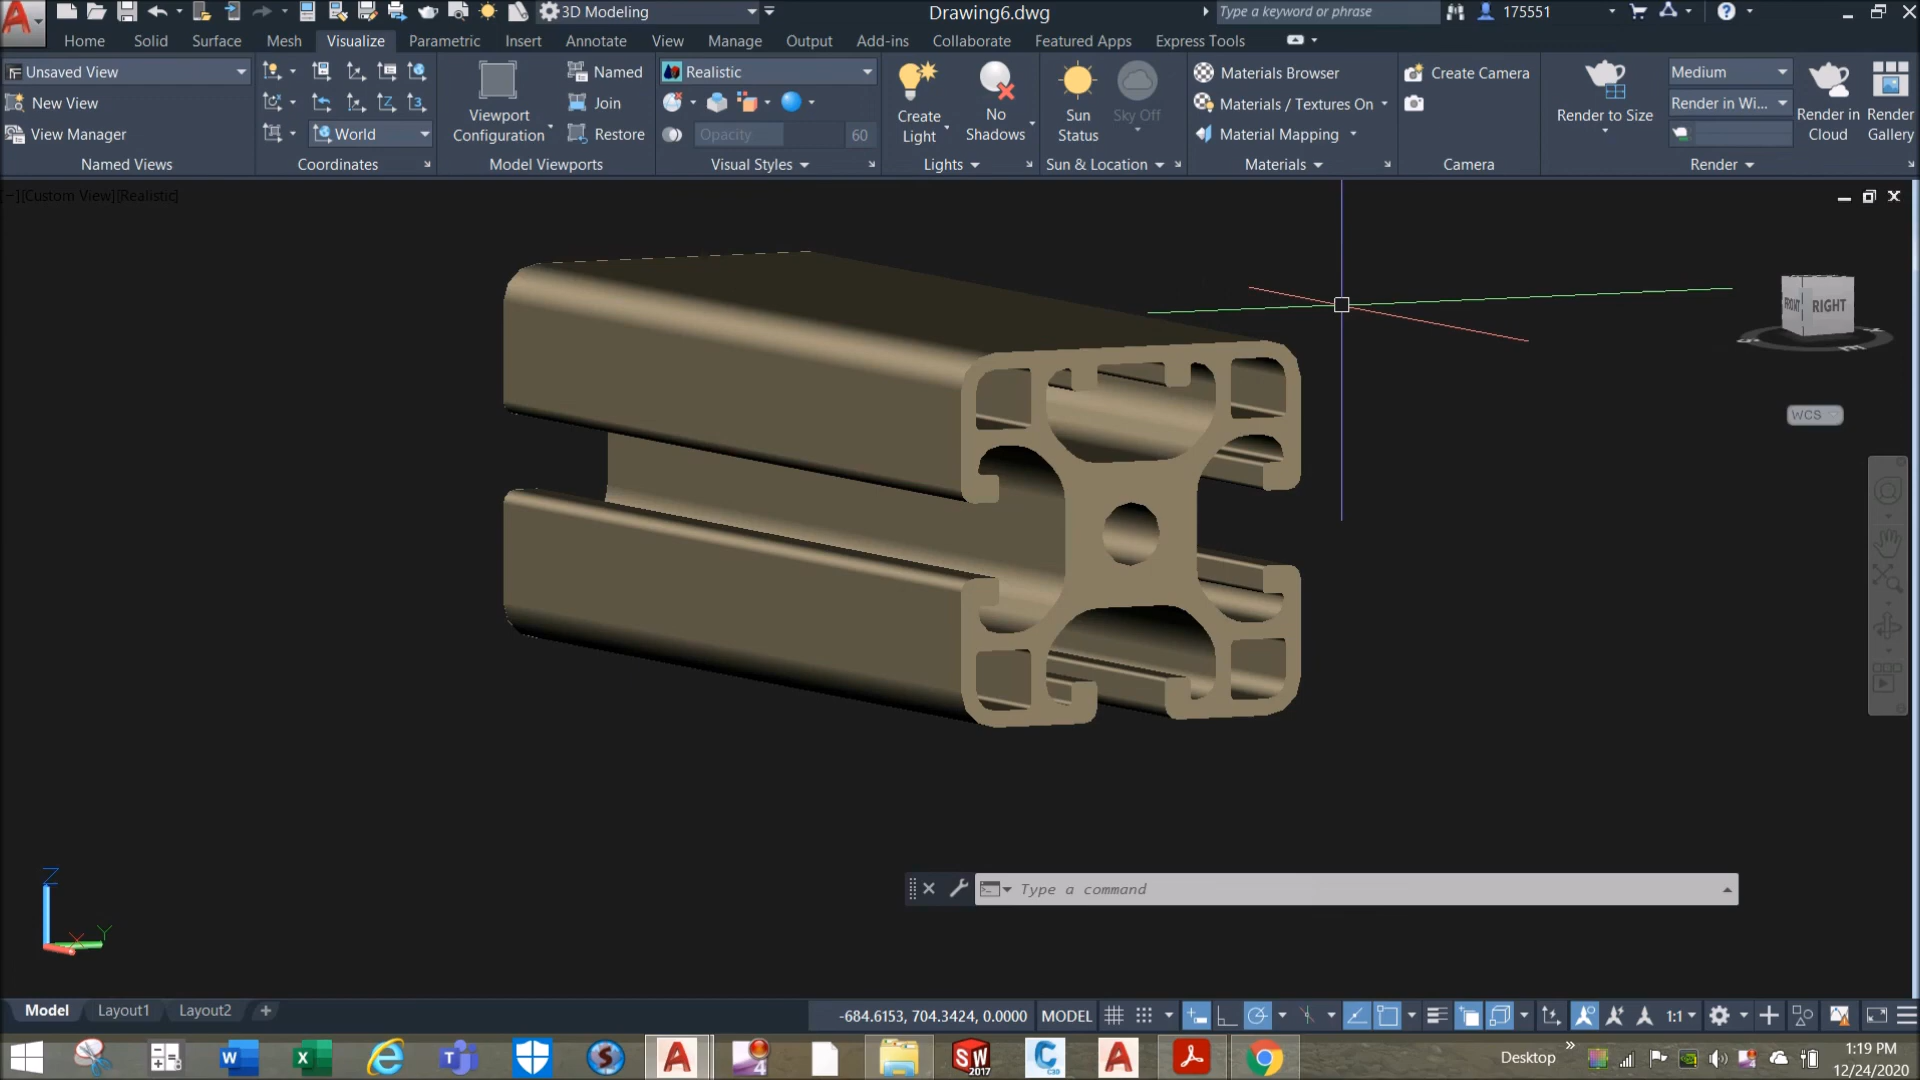 3D Modeling
Drawing6.dwg
Type a keyword or phrase
175551
Home Solid Surface Mesh Visualize Parametric Insert Annotate View Manage Output Add-ins Collaborate Featured Apps Express Tools
Unsaved View
New View
View Manager
Named Views
World
Coordinates
Viewport
Configuration
Named
Join
Restore
Model Viewports
Realistic
Opacity 60
Visual Styles
Create
Light
No
Shadows
Lights
Sun
Status
Sky Off
Sun & Location
Materials Browser
Materials / Textures On
Material Mapping
Materials
Create Camera
Camera
Render to Size
Medium
Render in Wi...
Render in
Cloud
Render
Gallery
Render
[−][Custom View][Realistic]
FRONT
RIGHT
S
E
WCS
Z
X
Y
Type a command
Model Layout1 Layout2
-684.6153, 704.3424, 0.0000 MODEL
1:1
W
X
SW
2017
C3D
4
Desktop
1:19 PM
12/24/2020